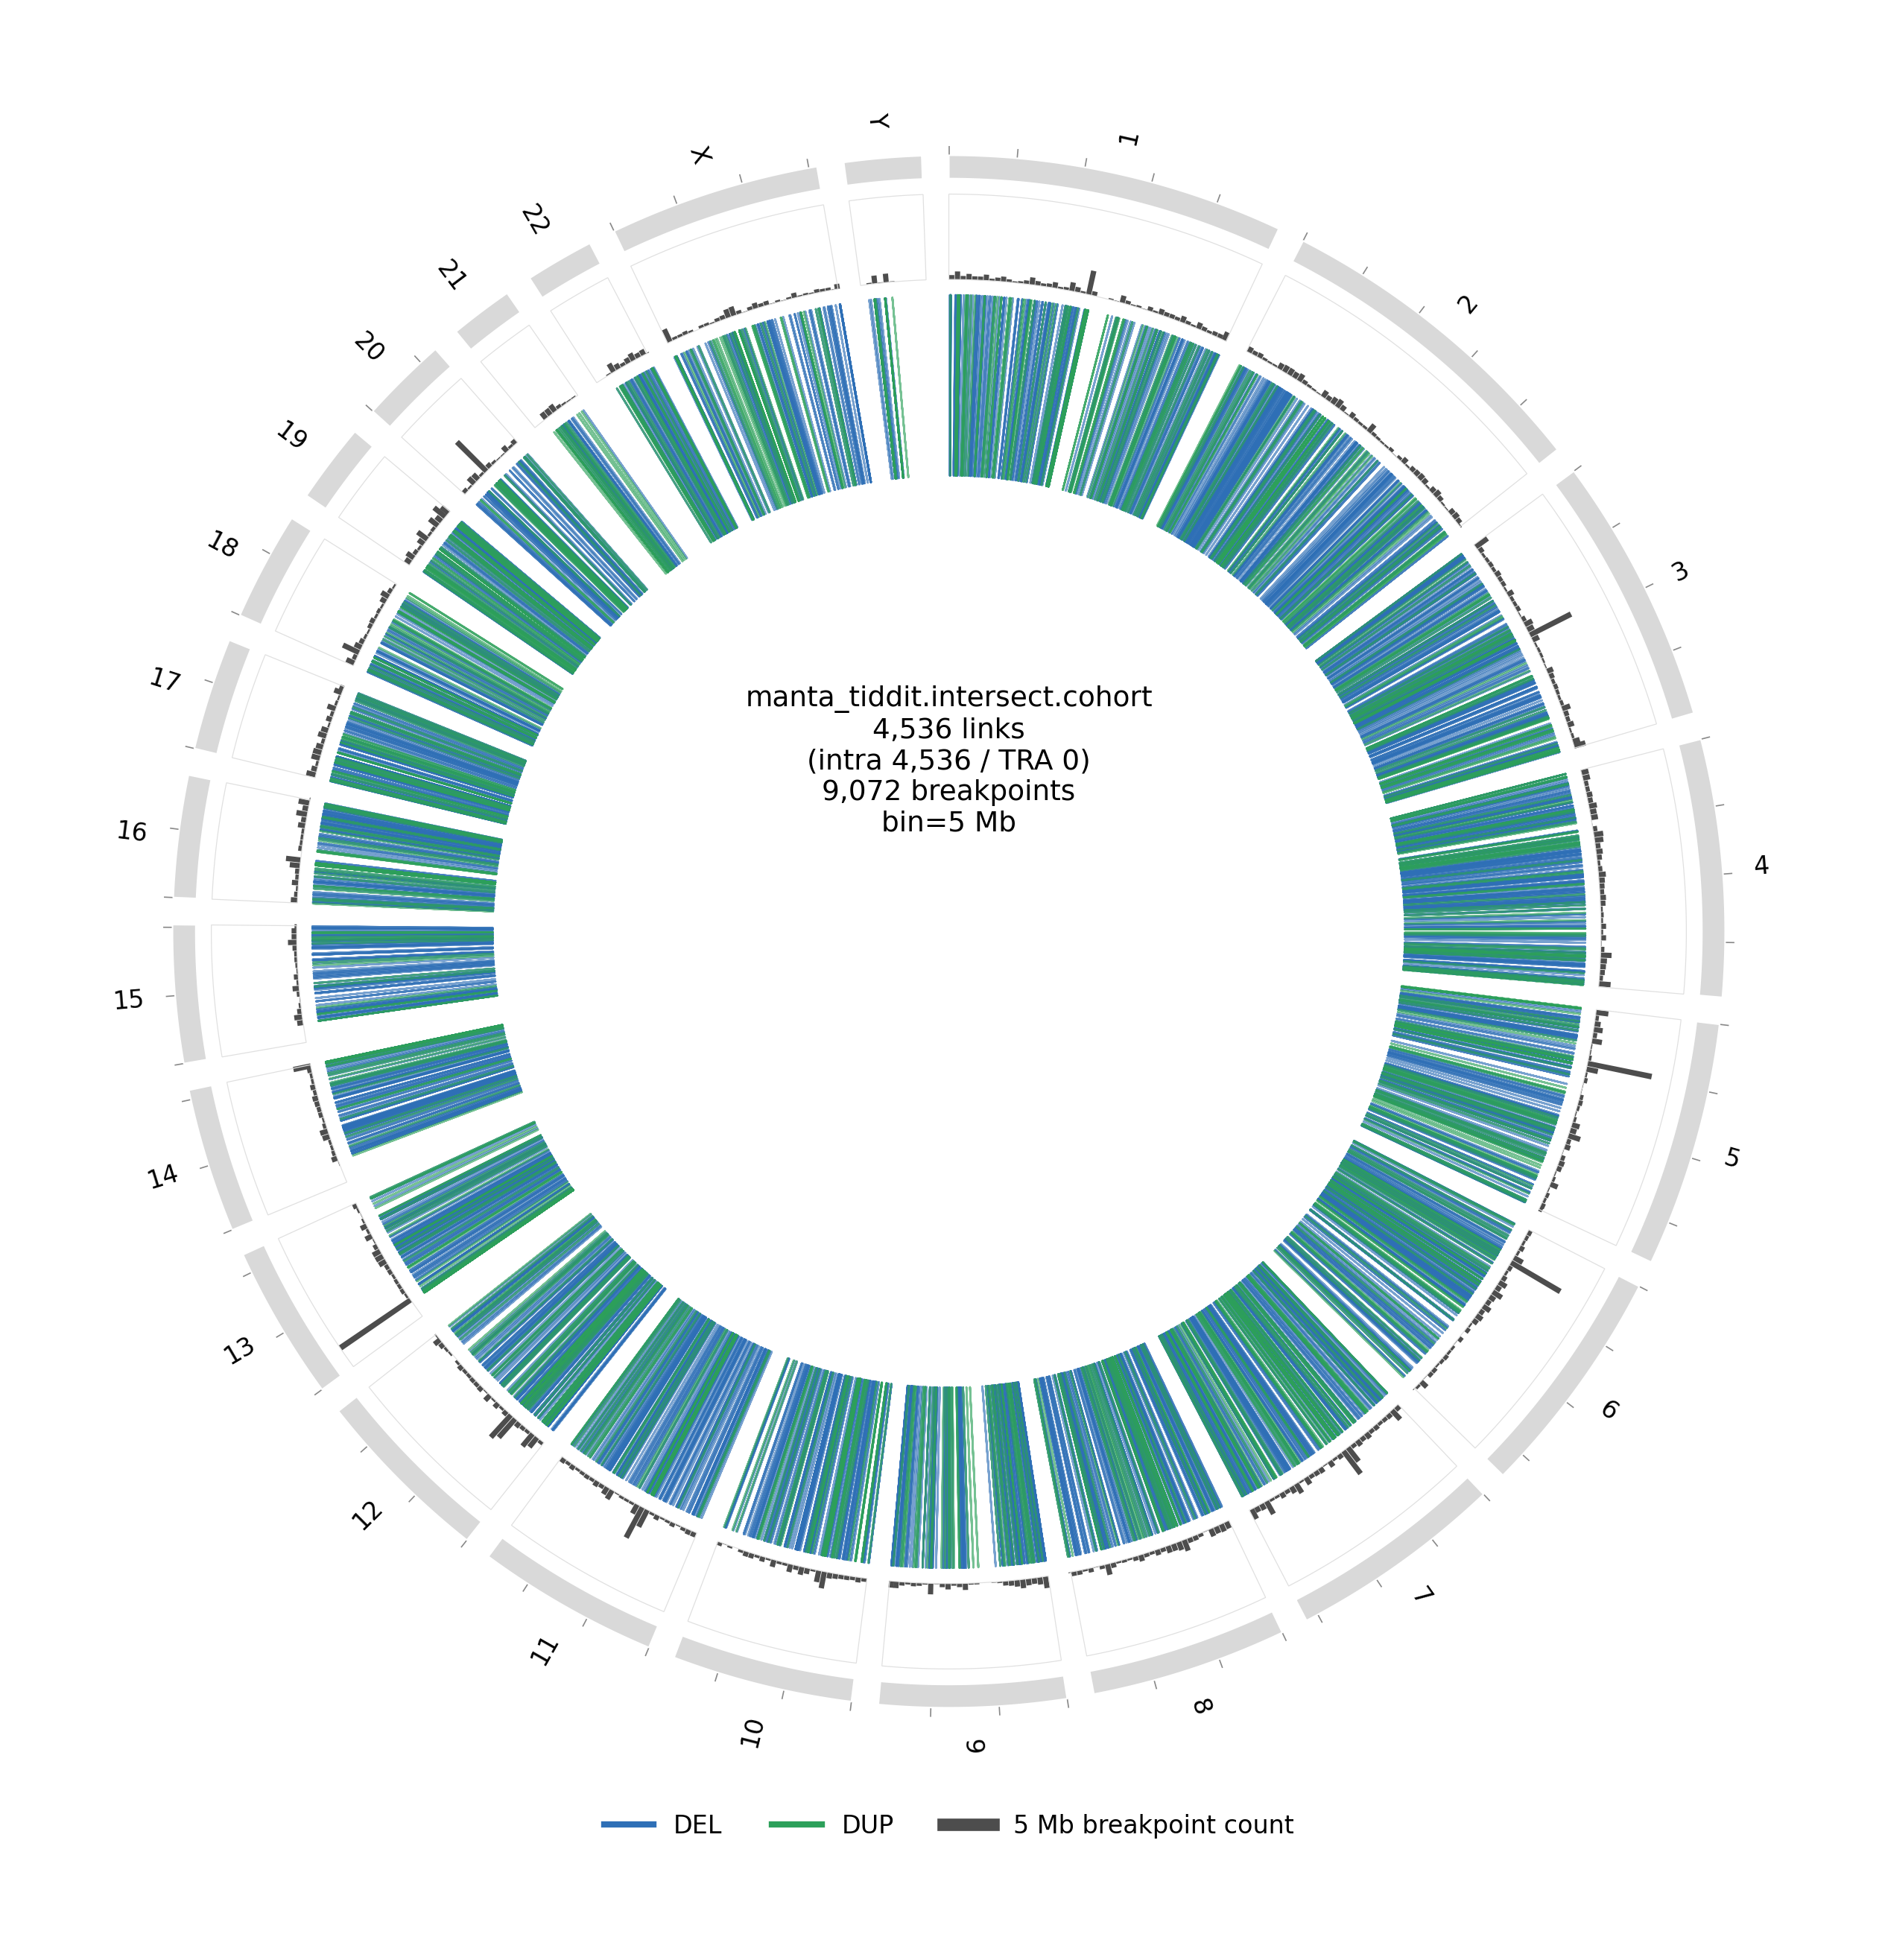 Y
1
X
22
2
21
20
19
3
18
17
16
4
15
5
14
13
6
12
7
11
8
10
9
manta_tiddit.intersect.cohort
4,536 links
(intra 4,536 / TRA 0)
9,072 breakpoints
bin=5 Mb
DEL
DUP
5 Mb breakpoint count